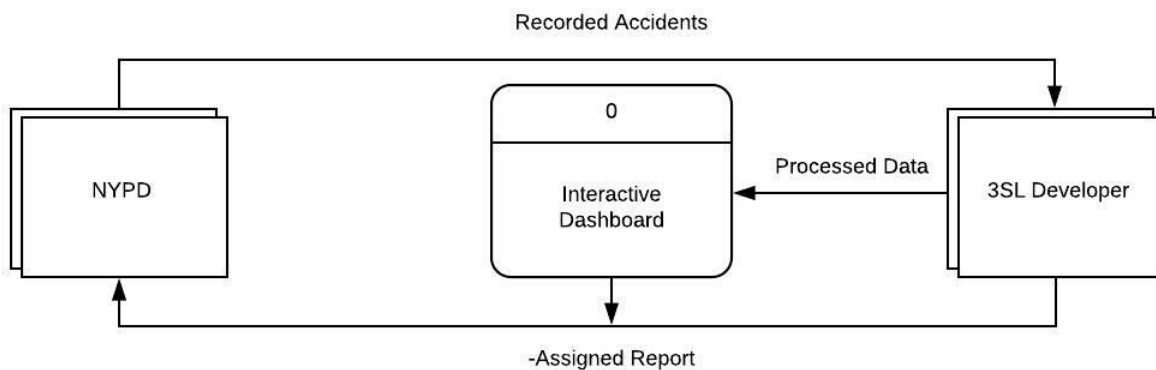 Recorded Accidents
0
NYPD
Interactive
Dashboard
Processed Data
3SL Developer
-Assigned Report